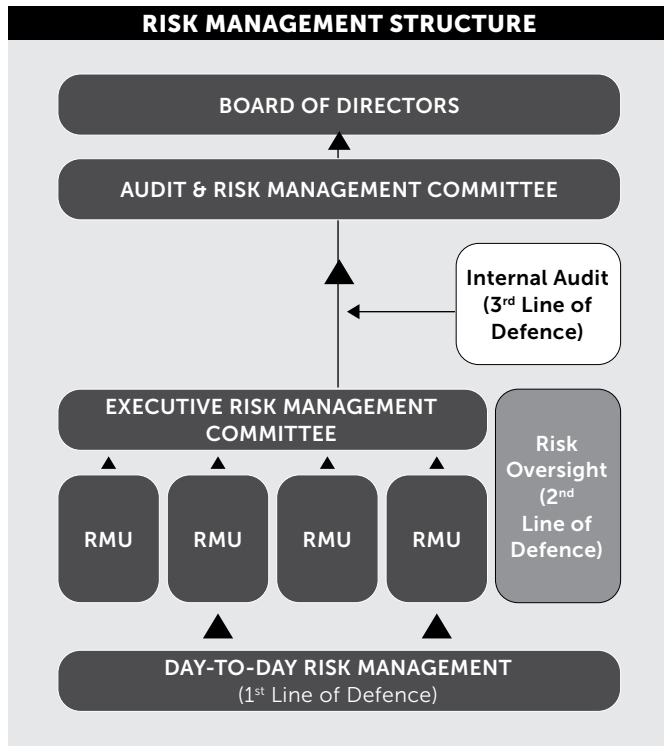 RISK MANAGEMENT STRUCTURE
BOARD OF DIRECTORS
AUDIT & RISK MANAGEMENT COMMITTEE
Internal Audit
(3rd Line of
Defence)
EXECUTIVE RISK MANAGEMENT
COMMITTEE
Risk
Oversight
(2nd
Line of
Defence)
RMU
RMU
RMU
RMU
DAY-TO-DAY RISK MANAGEMENT
(1st Line of Defence)